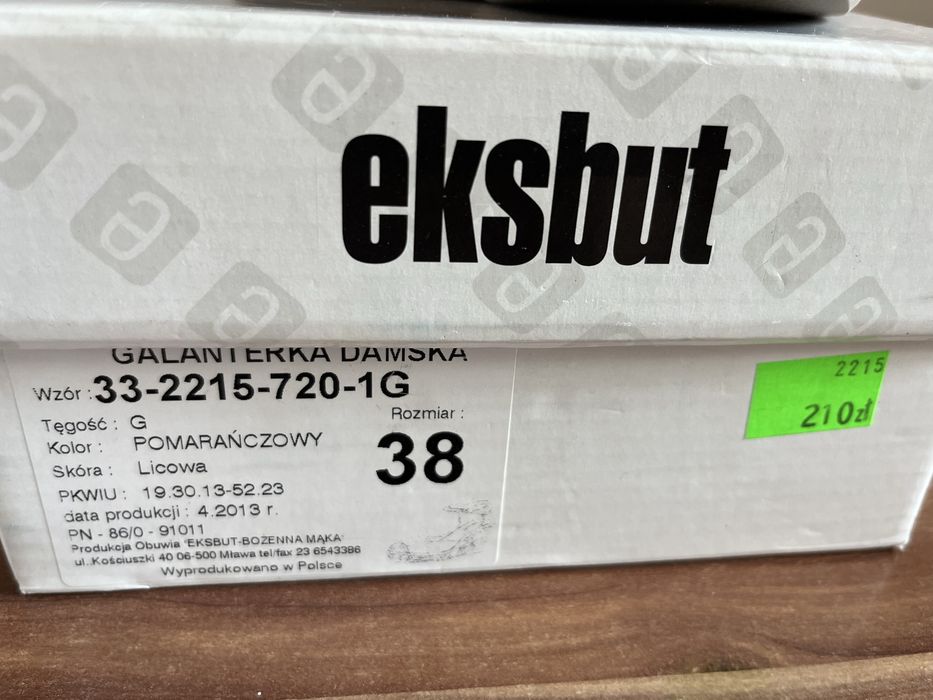 eksbut
GALANTERKA DAMSKA
Wzór : 33-2215-720-1G
Tęgość : G
Rozmiar :
38
Kolor : POMARAŃCZOWY
Skóra : Licowa
PKWIU : 19.30.13-52.23
data produkcji : 4.2013 r.
PN - 86/0 - 91011
Produkcja Obuwia "EKSBUT-BOŻENNA MĄKA"
ul..Kościuszki 40 06-500 Mława tel/fax 23 6543386
Wyprodukowano w Polsce
2215
210zł